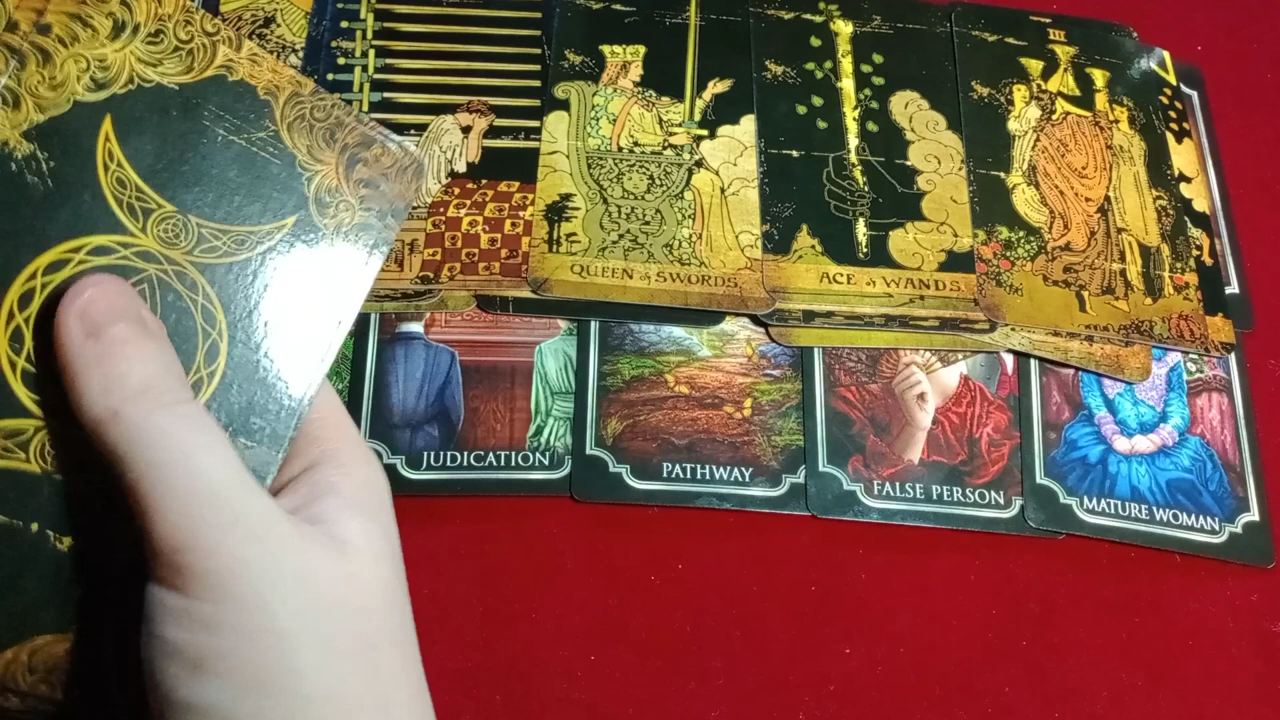 III
QUEEN of SWORDS.
ACE of WANDS.
JUDICATION
PATHWAY
FALSE PERSON
MATURE WOMAN